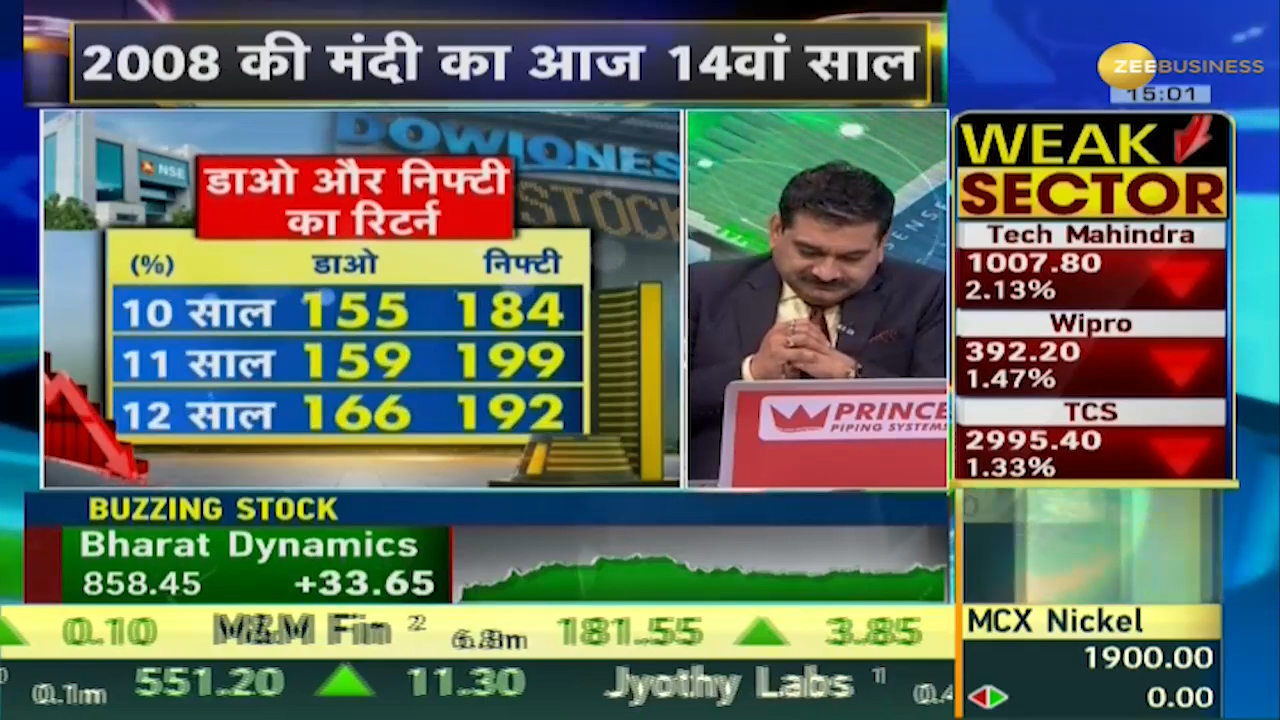 2008 की मंदी का आज 14वां साल
ZEEBUSINESS
15:01
DOWJONES
STOCK
NSE
डाओ और निफ्टी
का रिटर्न
(%) डाओ निफ्टी
10 साल 155 184
11 साल 159 199
12 साल 166 192
SENSE
PRINCE
PIPING SYSTEMS
WEAK
SECTOR
Tech Mahindra
1007.80
2.13%
Wipro
392.20
1.47%
TCS
2995.40
1.33%
BUZZING STOCK
Bharat Dynamics
858.45 +33.65
0.10 M&M Fin 181.55 3.85
0.1m 551.20 11.30 Jyothy Labs
MCX Nickel
1900.00
0.00